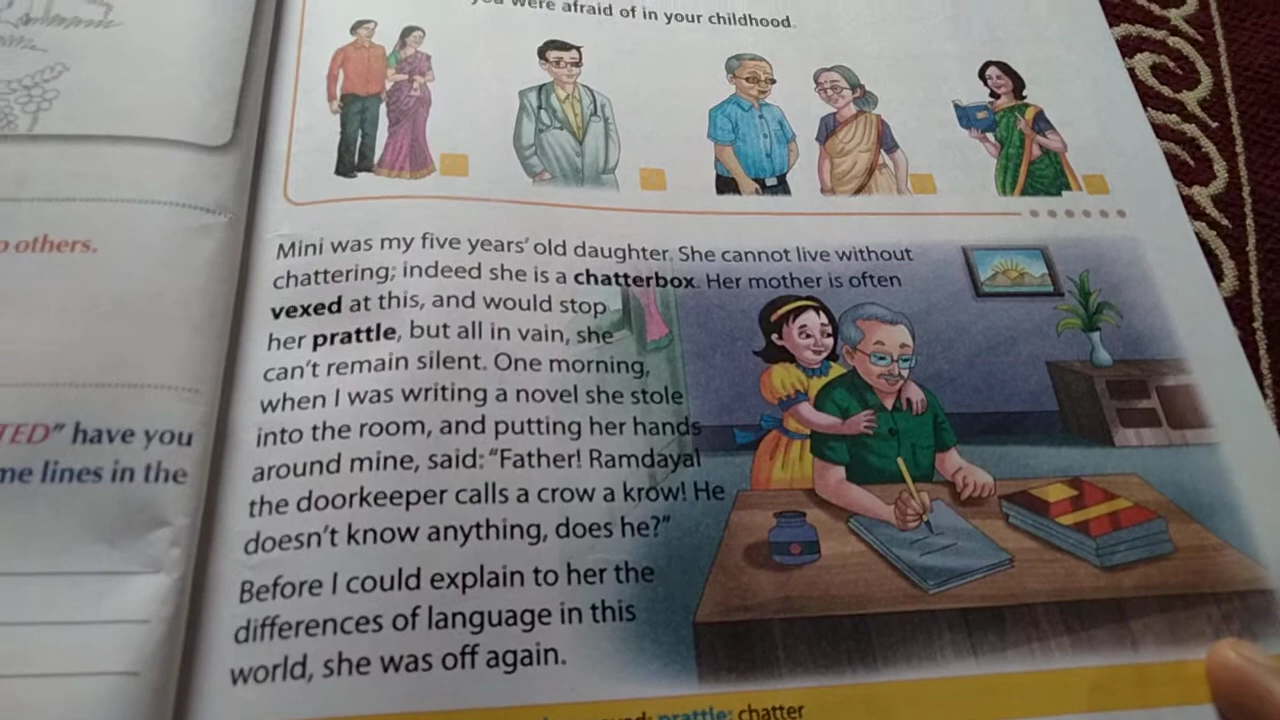 you were afraid of in your childhood.
others.
TED" have you
lines in the
Mini was my five years' old daughter. She cannot live without
chattering; indeed she is a chatterbox. Her mother is often
vexed at this, and would stop
her prattle, but all in vain, she
can't remain silent. One morning,
when I was writing a novel she stole
into the room, and putting her hands
around mine, said: "Father! Ramdayal
the doorkeeper calls a crow a krow! He
doesn't know anything, does he?"
Before I could explain to her the
differences of language in this
world, she was off again.
prattle: chatter